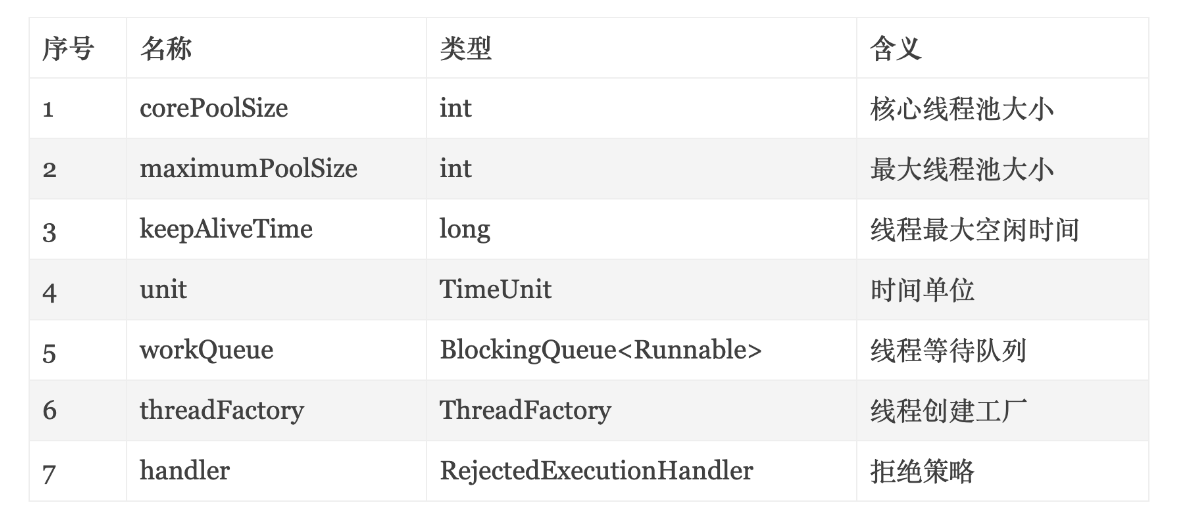 序号 名称 类型 含义
1 corePoolSize int 核心线程池大小
2 maximumPoolSize int 最大线程池大小
3 keepAliveTime long 线程最大空闲时间
4 unit TimeUnit 时间单位
5 workQueue BlockingQueue<Runnable> 线程等待队列
6 threadFactory ThreadFactory 线程创建工厂
7 handler RejectedExecutionHandler 拒绝策略